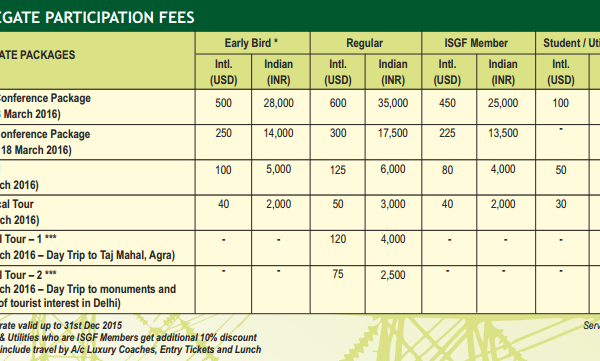 EGATE PARTICIPATION FEES
ATE PACKAGES Early Bird * Regular ISGF Member Student / Uti
Intl. Indian Intl. Indian Intl. Indian Intl.
(USD) (INR) (USD) (INR) (USD) (INR) (USD)
Conference Package 500 28,000 600 35,000 450 25,000 100
March 2016)
onference Package 250 14,000 300 17,500 225 13,500 -
18 March 2016)
100 5,000 125 6,000 80 4,000 50
rch 2016)
cal Tour 40 2,000 50 3,000 40 2,000 30
rch 2016)
l Tour – 1 *** - - 120 4,000 - - -
rch 2016 – Day Trip to Taj Mahal, Agra)
l Tour – 2 *** - - 75 2,500 - - -
rch 2016 – Day Trip to monuments and
of tourist interest in Delhi)
rate valid up to 31st Dec 2015 Serv
& Utilities who are ISGF Members get additional 10% discount
include travel by A/c Luxury Coaches, Entry Tickets and Lunch